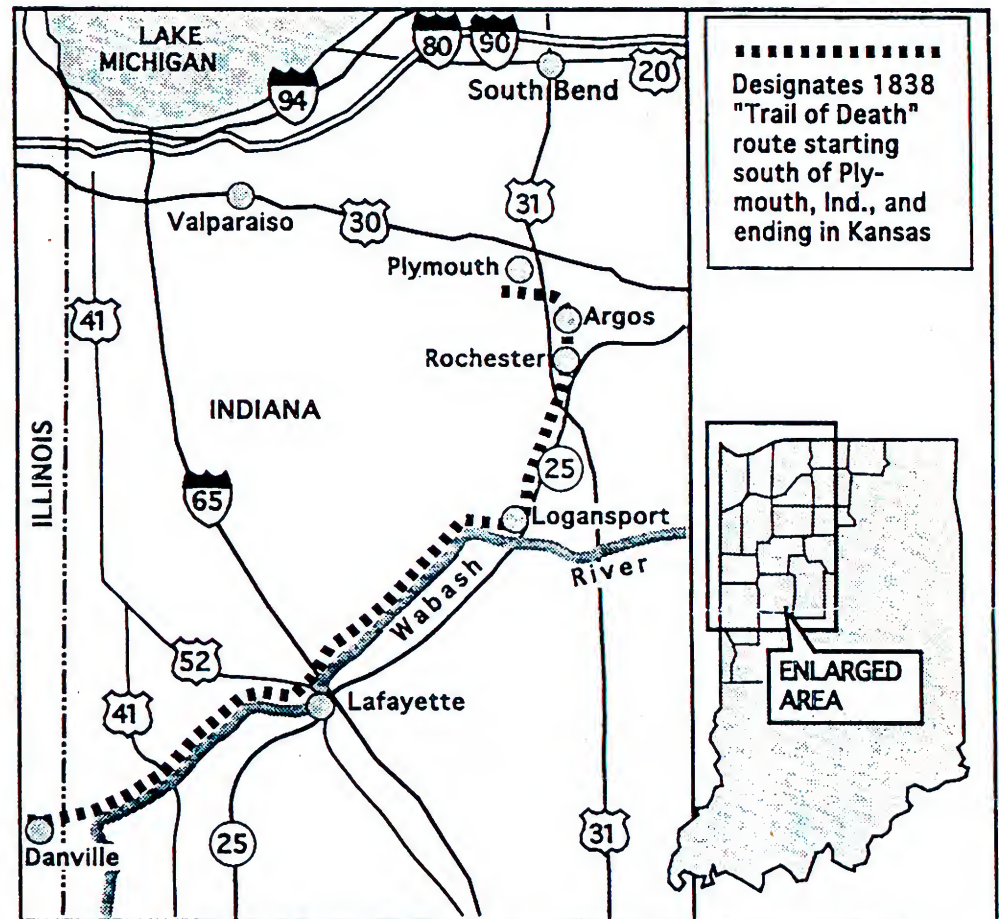 LAKE
MICHIGAN
80
90
94
South Bend
20
31
Valparaiso
30
Plymouth
Argos
Rochester
41
INDIANA
ILLINOIS
65
25
Logansport
Wabash
River
52
41
Lafayette
Danville
25
31
Designates 1838
"Trail of Death"
route starting
south of Ply-
mouth, Ind., and
ending in Kansas
ENLARGED
AREA